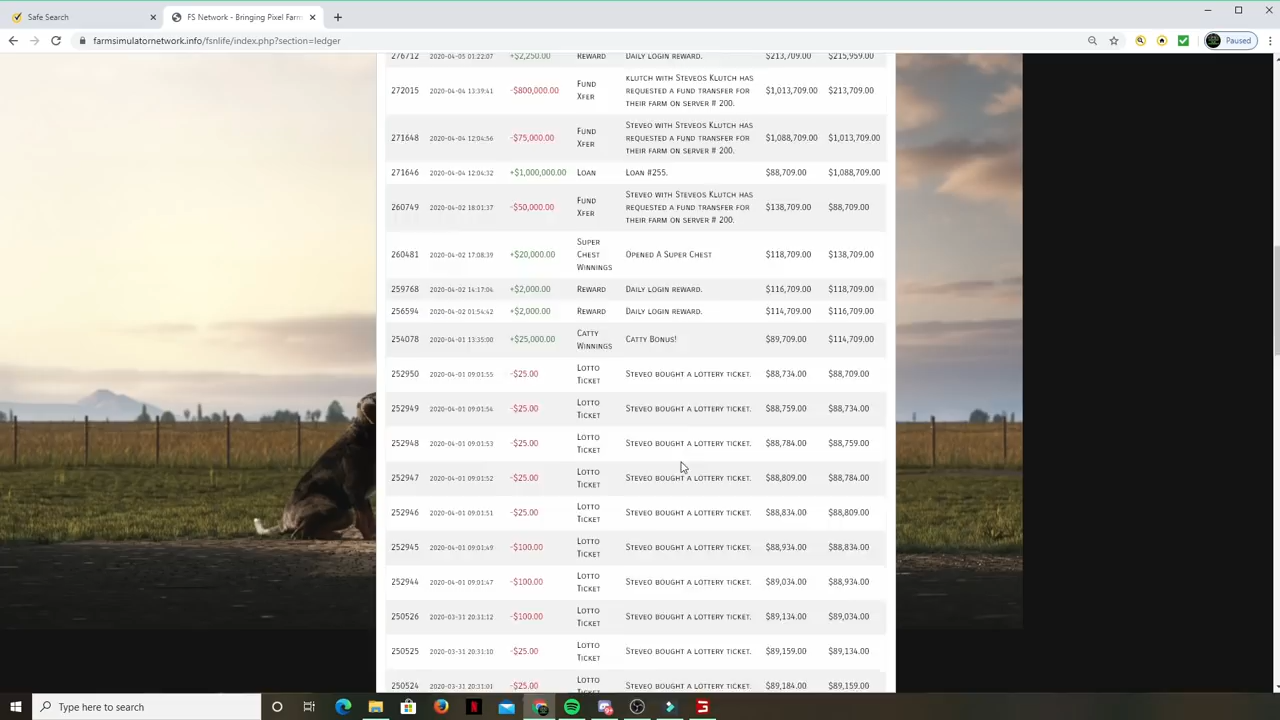 Safe Search
FS Network - Bringing Pixel Farm
farmsimulatornetwork.info/fsnlife/index.php?section=ledger
Paused
276712 2020-04-05 01:22:07 +$2,250.00 Reward Daily login reward. $213,709.00 $215,959.00
272015 2020-04-04 13:39:41 -$800,000.00 Fund Xfer klutch with Steveos Klutch has requested a fund transfer for their farm on server # 200. $1,013,709.00 $213,709.00
271648 2020-04-04 12:04:56 -$75,000.00 Fund Xfer Steveo with Steveos Klutch has requested a fund transfer for their farm on server # 200. $1,088,709.00 $1,013,709.00
271646 2020-04-04 12:04:32 +$1,000,000.00 Loan Loan #255. $88,709.00 $1,088,709.00
260749 2020-04-02 18:01:37 -$50,000.00 Fund Xfer Steveo with Steveos Klutch has requested a fund transfer for their farm on server # 200. $138,709.00 $88,709.00
260481 2020-04-02 17:08:39 +$20,000.00 Super Chest Winnings Opened A Super Chest $118,709.00 $138,709.00
259768 2020-04-02 14:17:04 +$2,000.00 Reward Daily login reward. $116,709.00 $118,709.00
256594 2020-04-02 01:54:42 +$2,000.00 Reward Daily login reward. $114,709.00 $116,709.00
254078 2020-04-01 13:35:00 +$25,000.00 Catty Winnings Catty Bonus! $89,709.00 $114,709.00
252950 2020-04-01 09:01:55 -$25.00 Lotto Ticket Steveo bought a lottery ticket. $88,734.00 $88,709.00
252949 2020-04-01 09:01:54 -$25.00 Lotto Ticket Steveo bought a lottery ticket. $88,759.00 $88,734.00
252948 2020-04-01 09:01:53 -$25.00 Lotto Ticket Steveo bought a lottery ticket. $88,784.00 $88,759.00
252947 2020-04-01 09:01:52 -$25.00 Lotto Ticket Steveo bought a lottery ticket. $88,809.00 $88,784.00
252946 2020-04-01 09:01:51 -$25.00 Lotto Ticket Steveo bought a lottery ticket. $88,834.00 $88,809.00
252945 2020-04-01 09:01:49 -$100.00 Lotto Ticket Steveo bought a lottery ticket. $88,934.00 $88,834.00
252944 2020-04-01 09:01:47 -$100.00 Lotto Ticket Steveo bought a lottery ticket. $89,034.00 $88,934.00
250526 2020-03-31 20:31:12 -$100.00 Lotto Ticket Steveo bought a lottery ticket. $89,134.00 $89,034.00
250525 2020-03-31 20:31:10 -$25.00 Lotto Ticket Steveo bought a lottery ticket. $89,159.00 $89,134.00
250524 2020-03-31 20:31:01 -$25.00 Lotto Ticket Steveo bought a lottery ticket. $89,184.00 $89,159.00
Type here to search